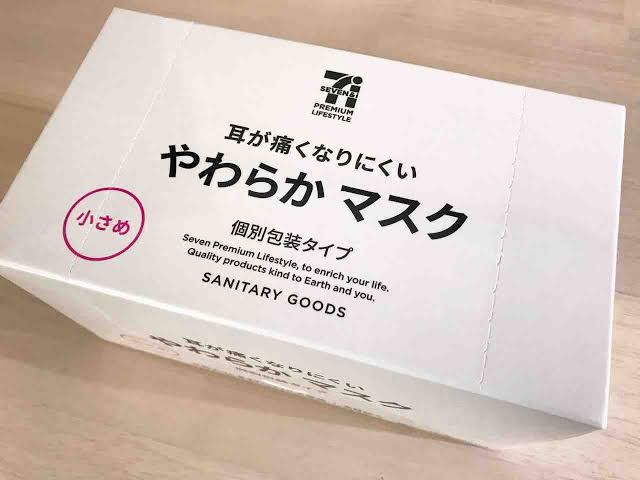 SEVEN&i
PREMIUM
LIFESTYLE
耳が痛くなりにくい
やわらか マスク
小さめ
個別包装タイプ
Seven Premium Lifestyle, to enrich your life.
Quality products kind to Earth and you.
SANITARY GOODS
耳が痛くなりにくい
やわらか マスク